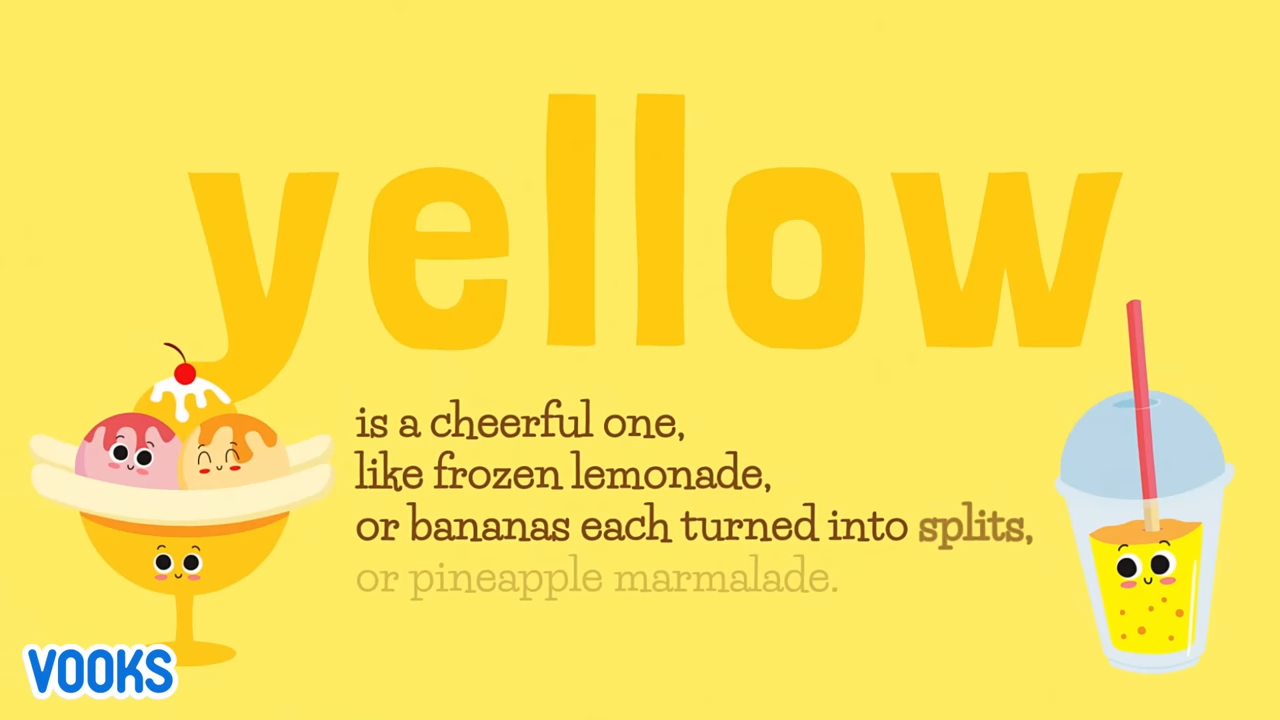 yellow
is a cheerful one,
like frozen lemonade,
or bananas each turned into splits,
or pineapple marmalade.
VOOKS